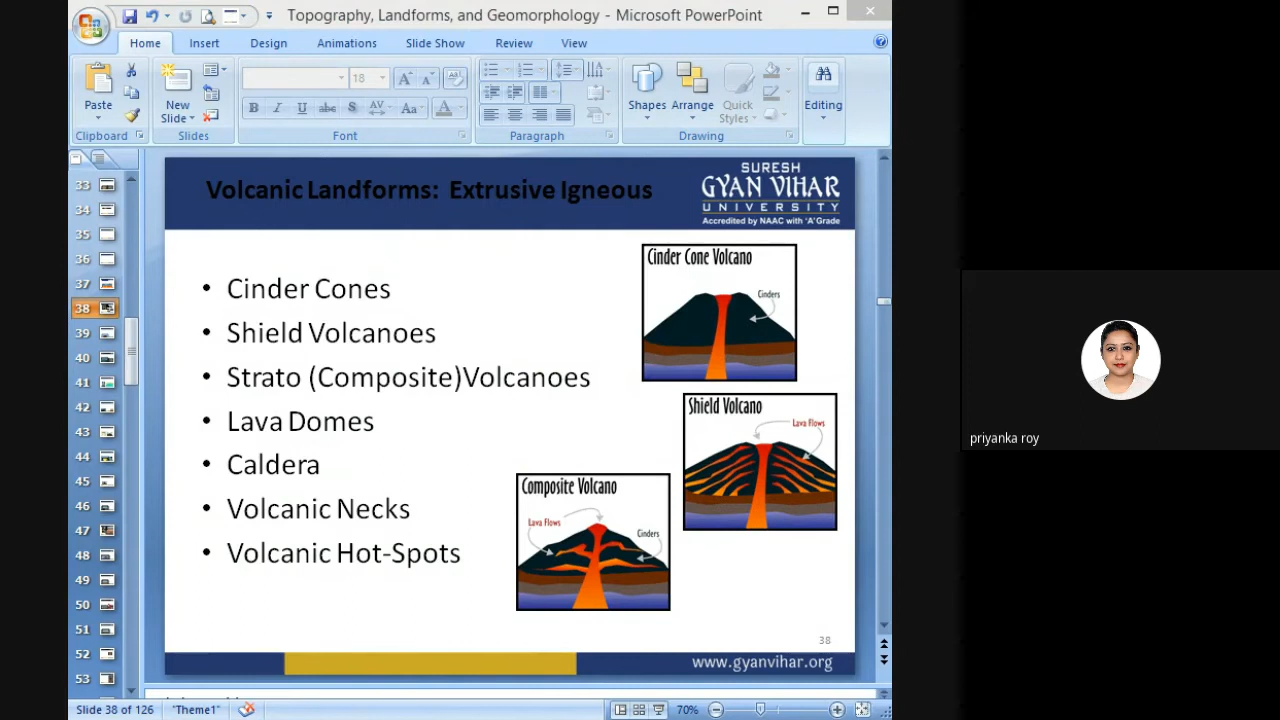 Topography, Landforms, and Geomorphology - Microsoft PowerPoint
Home Insert Design Animations Slide Show Review View
18
Paste
New
Slide
Shapes Arrange Quick
Styles
Editing
Clipboard Slides Font Paragraph Drawing
33
34
35
36
37
38
39
40
41
42
43
44
45
46
47
48
49
50
51
52
53
Volcanic Landforms: Extrusive Igneous
SURESH
GYAN VIHAR
UNIVERSITY
Accredited by NAAC with 'A' Grade
• Cinder Cones
• Shield Volcanoes
• Strato (Composite)Volcanoes
• Lava Domes
• Caldera
• Volcanic Necks
• Volcanic Hot-Spots
Cinder Cone Volcano
Cinders
Shield Volcano
Lava Flows
Composite Volcano
Lava Flows
Cinders
38
www.gyanvihar.org
priyanka roy
Slide 38 of 126 "Theme1" 70%